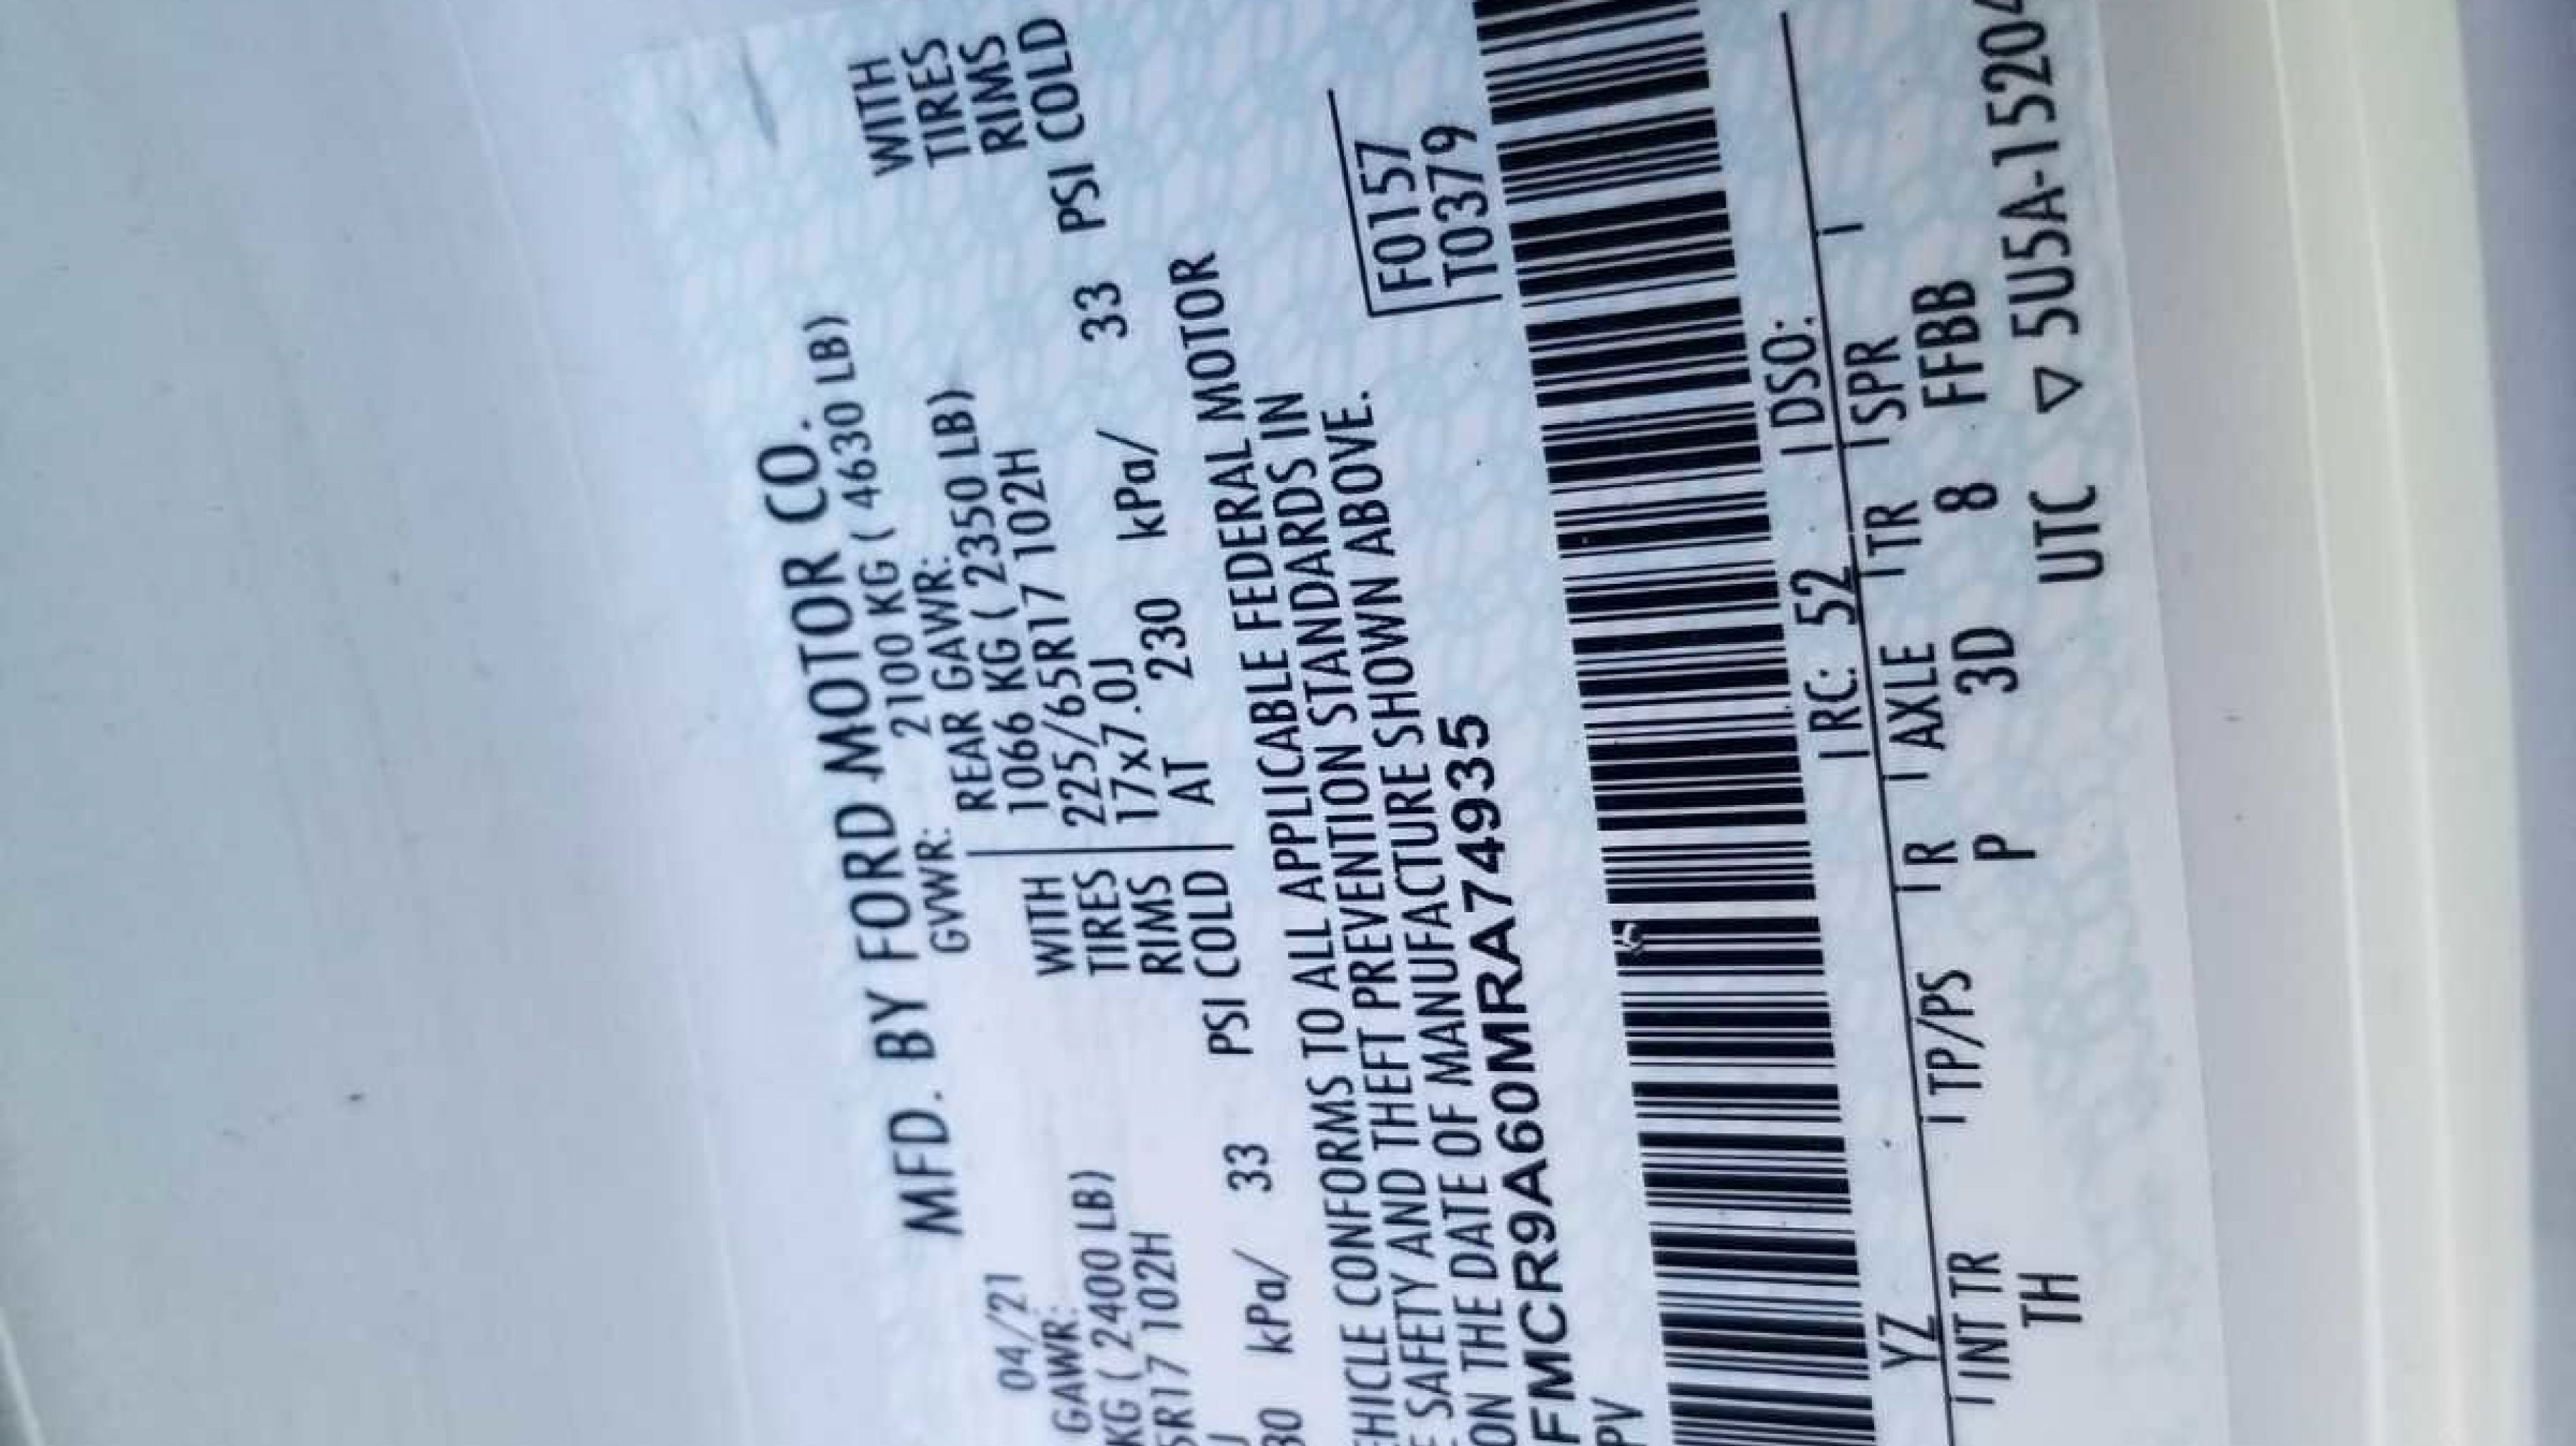 MFD. BY FORD MOTOR CO.
04/21 GVWR: 2100 KG ( 4630 LB)
GAWR: REAR GAWR:
KG ( 2400 LB) WITH 1066 KG ( 2350 LB) WITH
5R17 102H TIRES 225/65R17 102H TIRES
J RIMS 17x7.0J RIMS
30 kPa/ 33 PSI COLD AT 230 kPa/ 33 PSI COLD
EHICLE CONFORMS TO ALL APPLICABLE FEDERAL MOTOR
E SAFETY AND THEFT PREVENTION STANDARDS IN
ON THE DATE OF MANUFACTURE SHOWN ABOVE.
FMCR9A60MRA74935 F0157
PV T0379
YZ RC: 52 DSO:
INT TR TP/PS R AXLE TR SPR
TH P 3D 8 FFBB
UTC ▽ 5U5A-1520